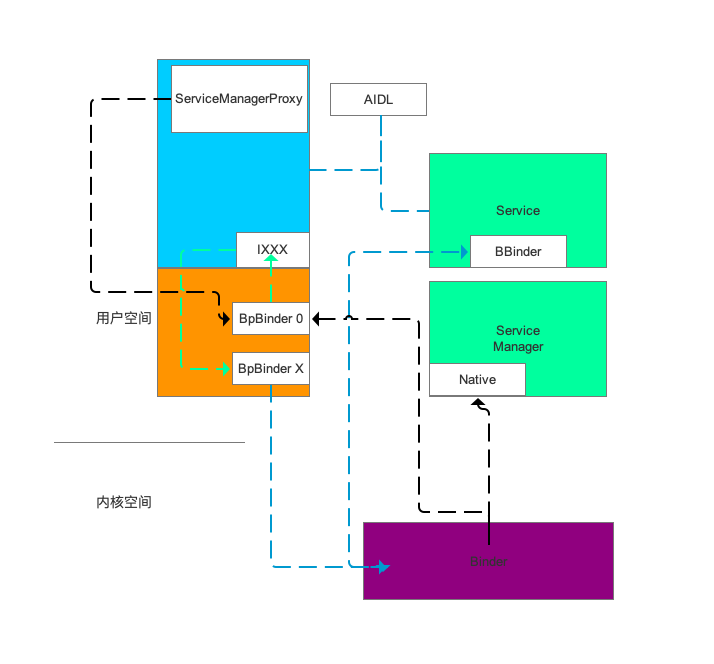 ServiceManagerProxy
AIDL
Service
IXXX
BBinder
用户空间
BpBinder 0
Service
Manager
BpBinder X
Native
内核空间
Binder